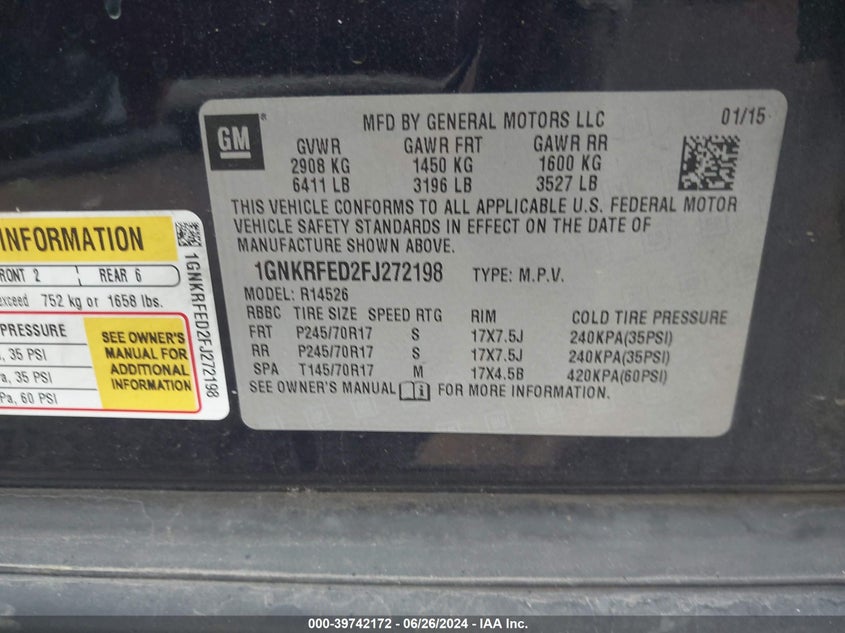 GM
®
MFD BY GENERAL MOTORS LLC
01/15
GVWR GAWR FRT GAWR RR
2908 KG 1450 KG 1600 KG
6411 LB 3196 LB 3527 LB
THIS VEHICLE CONFORMS TO ALL APPLICABLE U.S. FEDERAL MOTOR
VEHICLE SAFETY STANDARDS IN EFFECT ON THE DATE OF
MANUFACTURE SHOWN ABOVE.
1GNKRFED2FJ272198 TYPE: M.P.V.
MODEL: R14526
RBBC TIRE SIZE SPEED RTG RIM COLD TIRE PRESSURE
FRT P245/70R17 S 17X7.5J 240KPA(35PSI)
RR P245/70R17 S 17X7.5J 240KPA(35PSI)
SPA T145/70R17 M 17X4.5B 420KPA(60PSI)
SEE OWNER'S MANUAL FOR MORE INFORMATION.
INFORMATION
FRONT 2 REAR 6
exceed 752 kg or 1658 lbs.
PRESSURE
, 35 PSI
a, 35 PSI
Pa, 60 PSI
SEE OWNER'S
MANUAL FOR
ADDITIONAL
INFORMATION
1GNKRFED2FJ272198
000-39742172 - 06/26/2024 - IAA Inc.